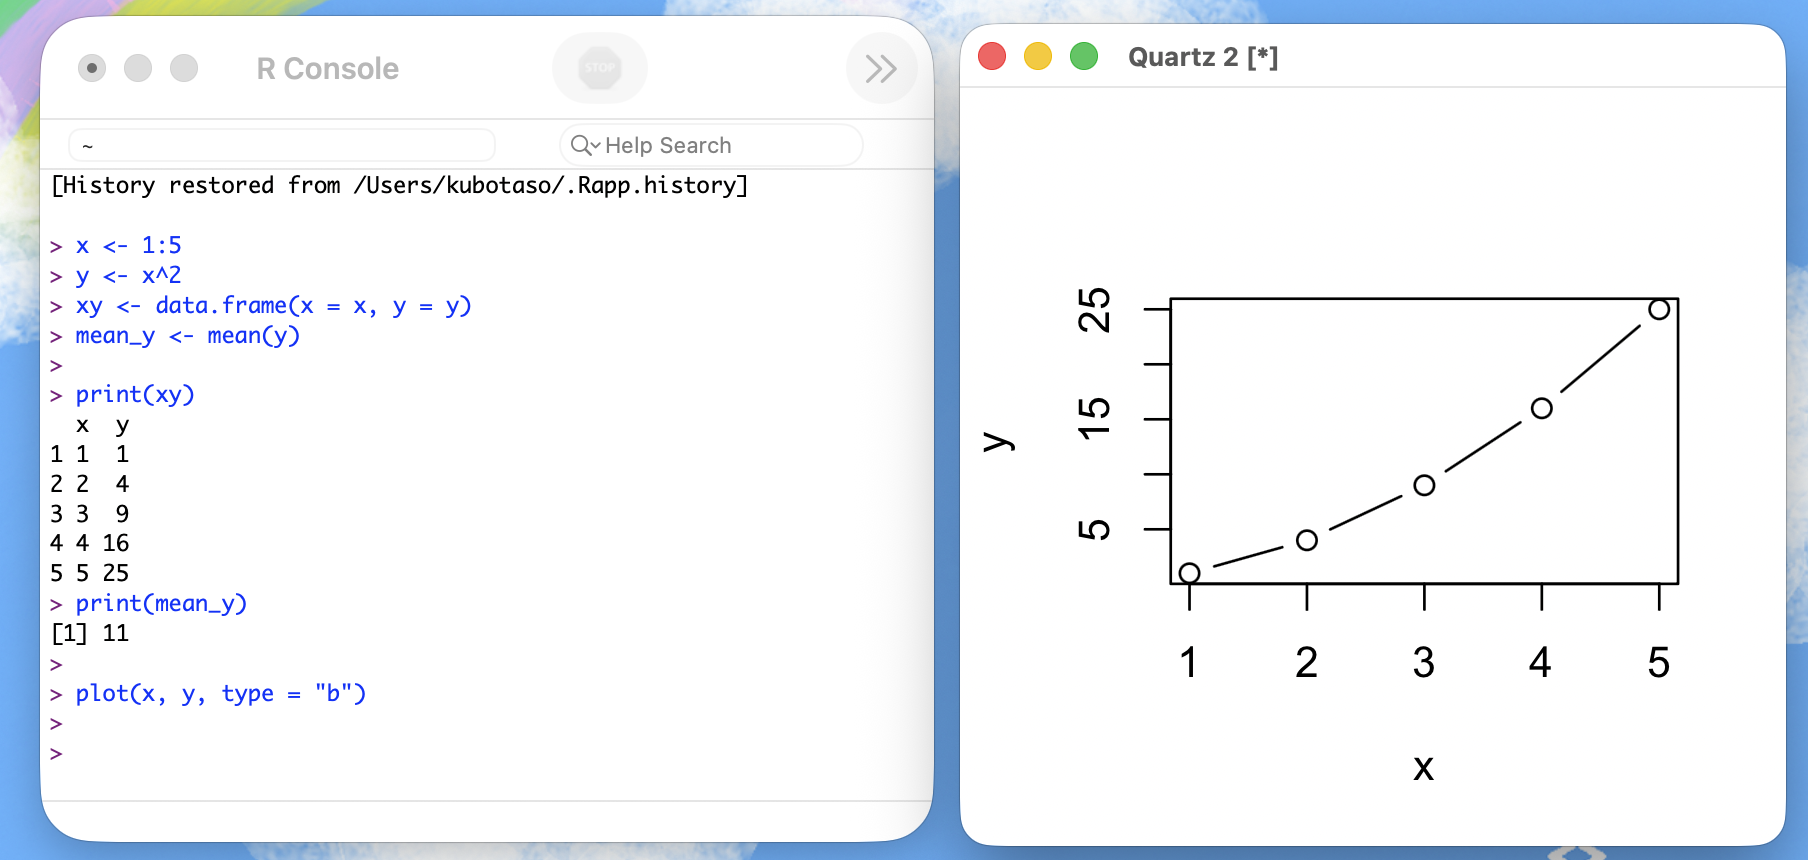 R Console
STOP
~
Help Search
[History restored from /Users/kubotaso/.Rapp.history]
> x <- 1:5
> y <- x^2
> xy <- data.frame(x = x, y = y)
> mean_y <- mean(y)
>
> print(xy)
  x  y
1 1  1
2 2  4
3 3  9
4 4 16
5 5 25
> print(mean_y)
[1] 11
>
> plot(x, y, type = "b")
>
>
Quartz 2 [*]
25
15
5
y
1 2 3 4 5
x